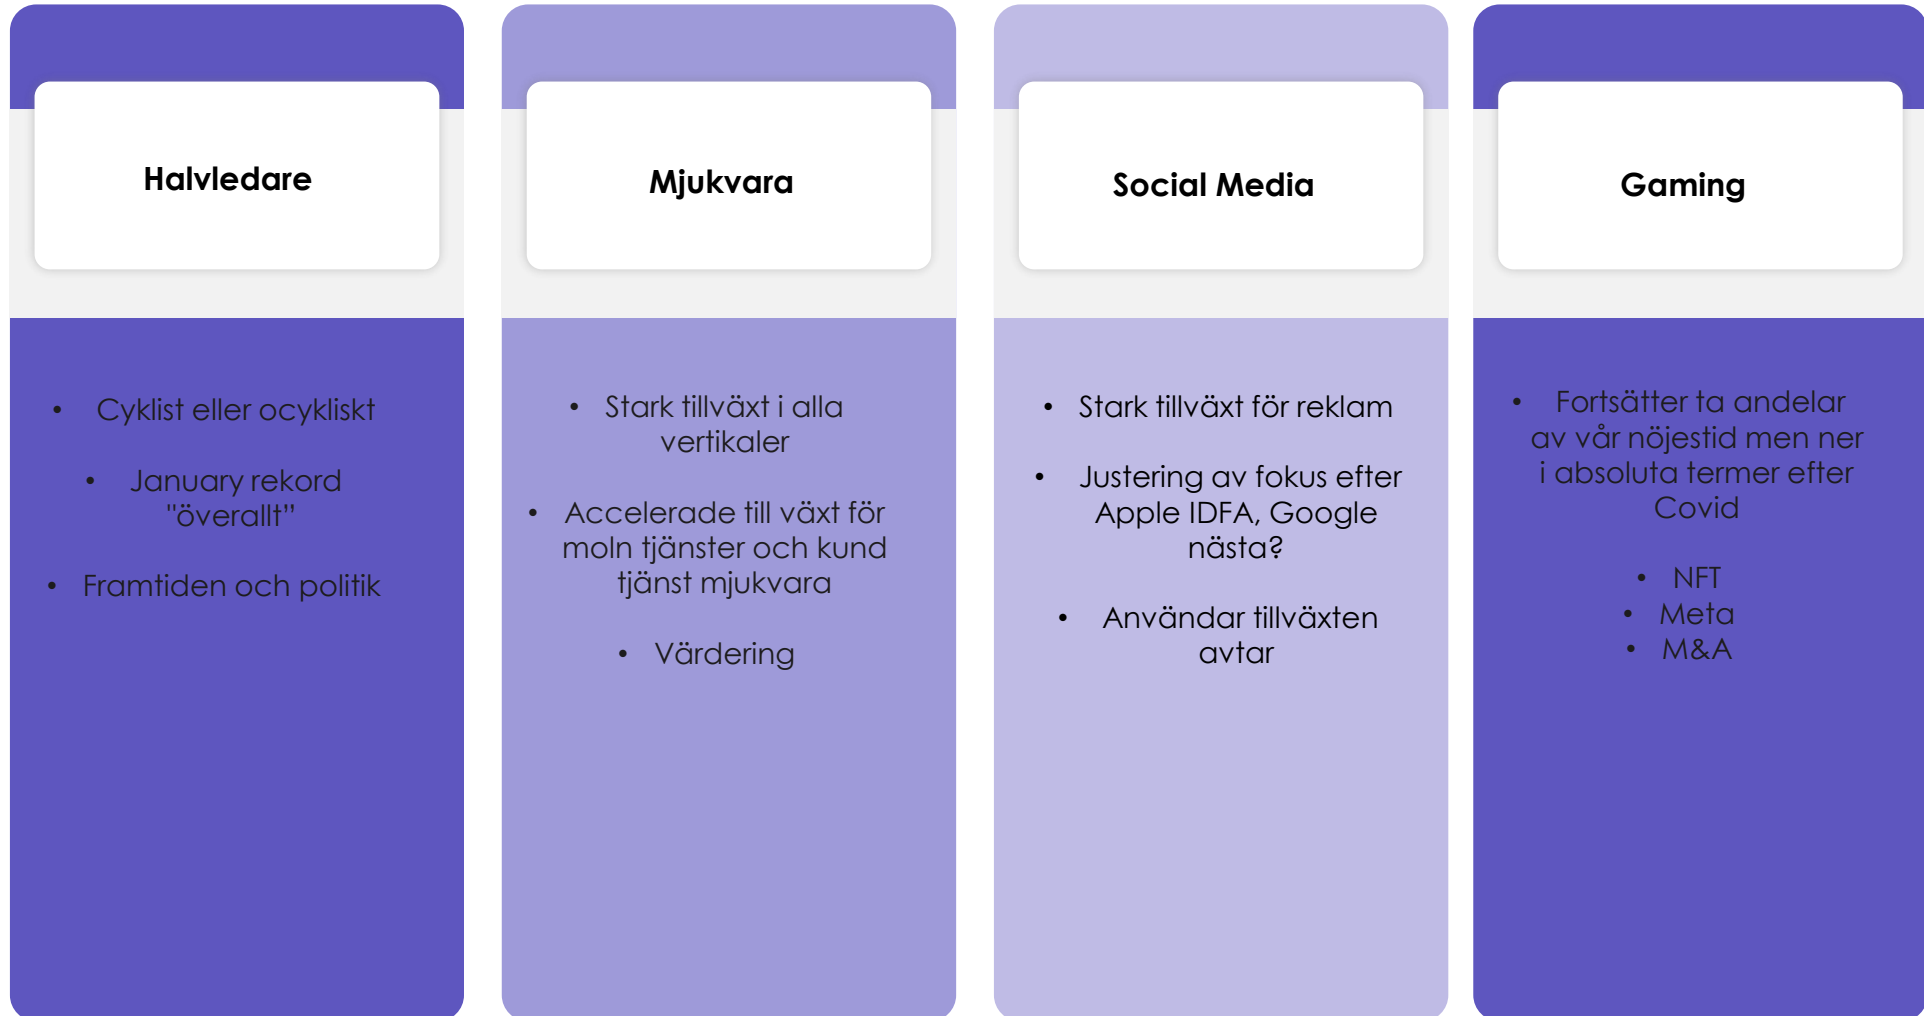 Halvledare
• Cyklist eller ocykliskt
• January rekord
"överallt”
• Framtiden och politik
Mjukvara
• Stark tillväxt i alla
vertikaler
• Accelerade till växt för
moln tjänster och kund
tjänst mjukvara
• Värdering
Social Media
• Stark tillväxt för reklam
• Justering av fokus efter
Apple IDFA, Google
nästa?
• Användar tillväxten
avtar
Gaming
• Fortsätter ta andelar
av vår nöjestid men ner
i absoluta termer efter
Covid
• NFT
• Meta
• M&A